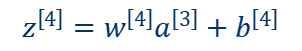 z^[4] = w^[4]a^[3] + b^[4]